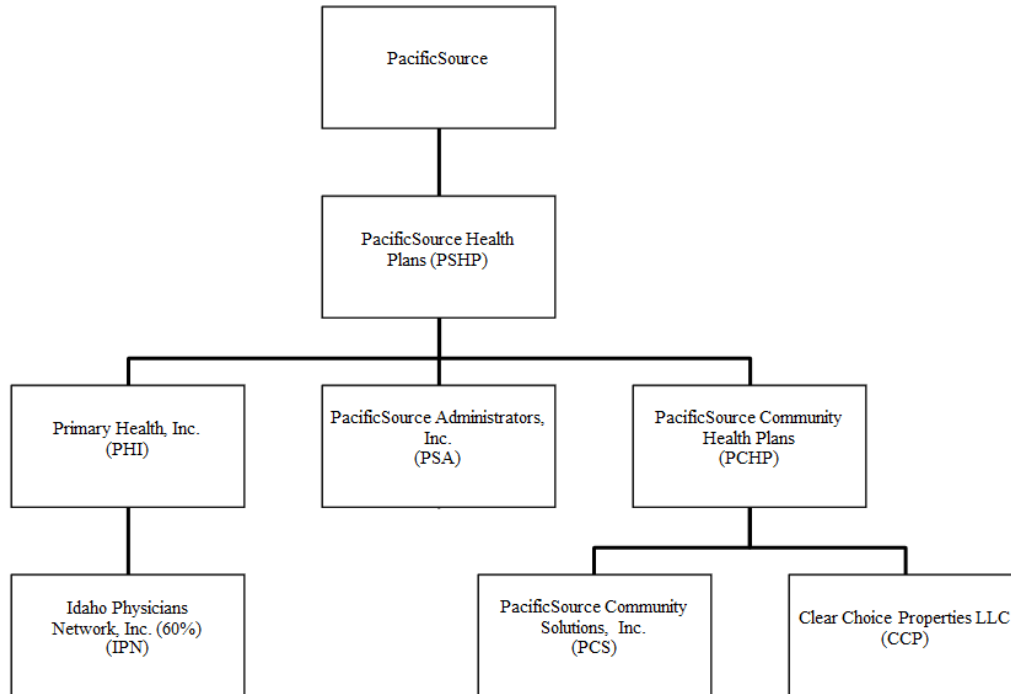 PacificSource
PacificSource Health
Plans (PSHP)
Primary Health, Inc.
(PHI)
PacificSource Administrators,
Inc.
(PSA)
PacificSource Community
Health Plans
(PCHP)
Idaho Physicians
Network, Inc. (60%)
(IPN)
PacificSource Community
Solutions, Inc.
(PCS)
Clear Choice Properties LLC
(CCP)